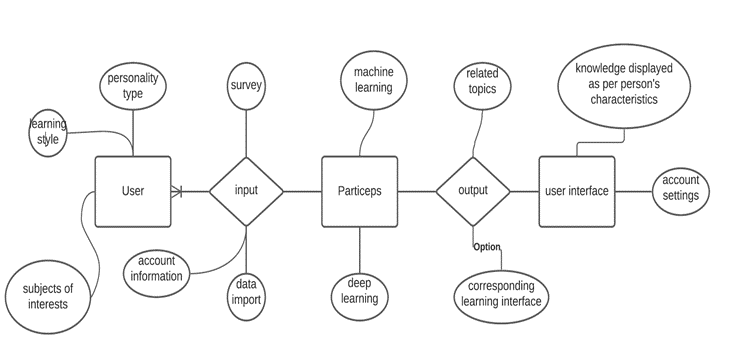 personality
type
survey
machine
learning
related
topics
knowledge displayed
as per person's
characteristics
learning
style
User
input
Particeps
output
user interface
account
settings
Option
account
information
subjects of
interests
data
import
deep
learning
corresponding
learning interface